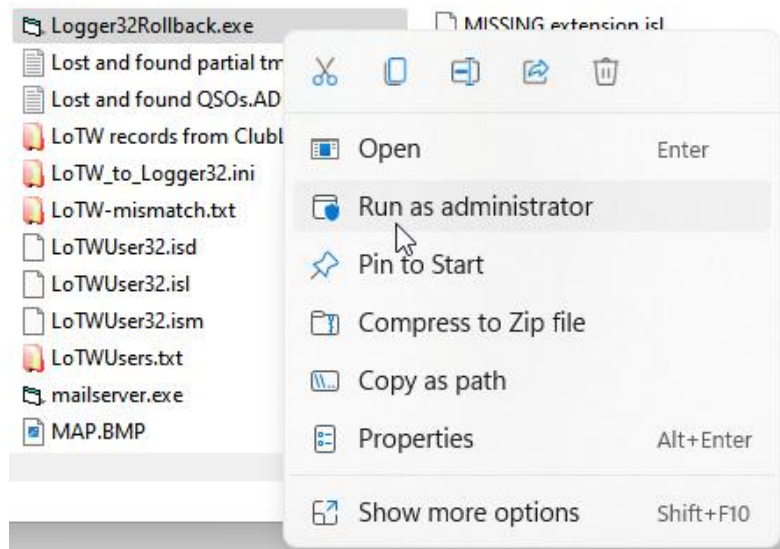 Logger32Rollback.exe
MISSING extension.isl
Lost and found partial tm
Lost and found QSOs.AD
LoTW records from ClubL
LoTW_to_Logger32.ini
LoTW-mismatch.txt
LoTWUser32.isd
LoTWUser32.isl
LoTWUser32.ism
LoTWUsers.txt
mailserver.exe
MAP.BMP
Open Enter
Run as administrator
Pin to Start
Compress to Zip file
Copy as path
Properties Alt+Enter
Show more options Shift+F10